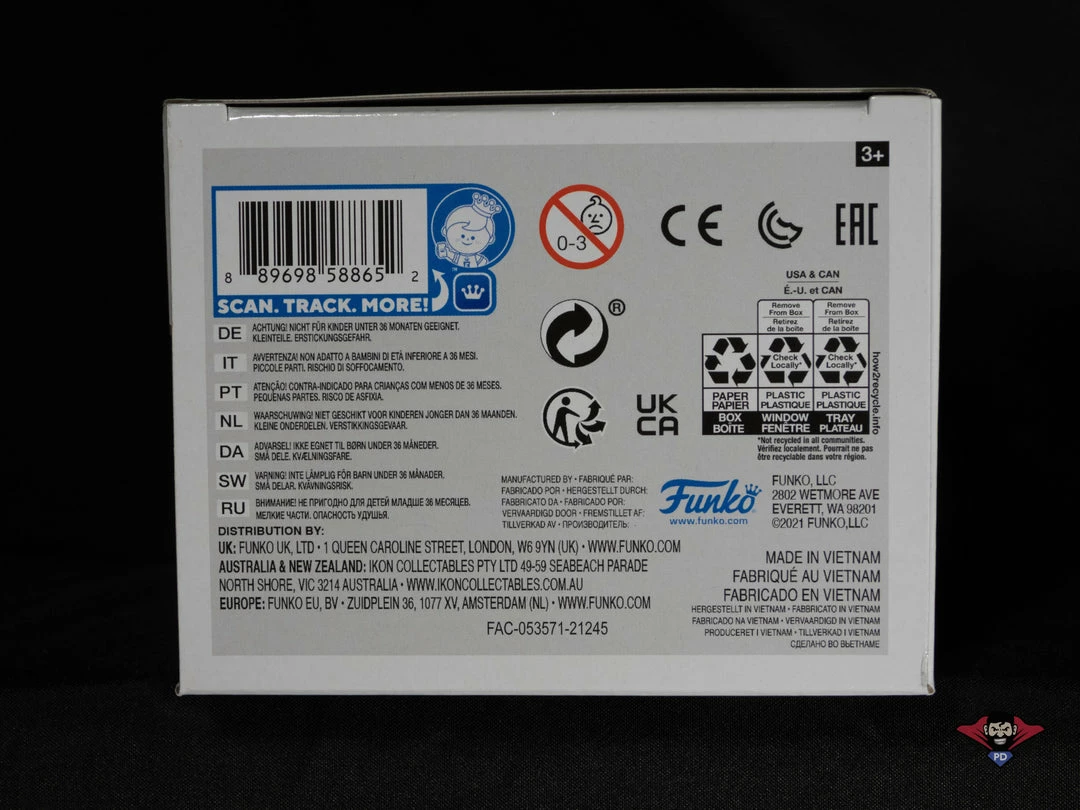 3+
8 89698 58865 2
SCAN. TRACK. MORE!
TM
0-3
CE
EAC
®
UK
CA
USA & CAN
É.-U. et CAN
Remove
From Box
Retirez
de la boîte
Remove
From Box
Retirez
de la boîte
Check
Locally*
Check
Locally*
PAPER
PAPIER
BOX
BOÎTE
PLASTIC
PLASTIQUE
WINDOW
FENÊTRE
PLASTIC
PLASTIQUE
TRAY
PLATEAU
how2recycle.info
*Not recycled in all communities.
Vérifiez localement. Pourrait ne pas
être recyclable dans votre région.
DE ACHTUNG! NICHT FÜR KINDER UNTER 36 MONATEN GEEIGNET.
KLEINTEILE. ERSTICKUNGSGEFAHR.
IT AVVERTENZA! NON ADATTO A BAMBINI DI ETÀ INFERIORE A 36 MESI.
PICCOLE PARTI. RISCHIO DI SOFFOCAMENTO.
PT ATENÇÃO! CONTRA-INDICADO PARA CRIANÇAS COM MENOS DE 36 MESES.
PEQUENAS PARTES. RISCO DE ASFIXIA.
NL WAARSCHUWING! NIET GESCHIKT VOOR KINDEREN JONGER DAN 36 MAANDEN.
KLEINE ONDERDELEN. VERSTIKKINGSGEVAAR.
DA ADVARSEL! IKKE EGNET TIL BØRN UNDER 36 MÅNEDER.
SMÅ DELE. KVÆLNINGSFARE.
SW VARNING! INTE LÄMPLIG FÖR BARN UNDER 36 MÅNADER.
SMÅ DELAR. KVÄVNINGSRISK.
RU ВНИМАНИЕ! НЕ ПРИГОДНО ДЛЯ ДЕТЕЙ МЛАДШЕ 36 МЕСЯЦЕВ.
МЕЛКИЕ ЧАСТИ. ОПАСНОСТЬ УДУШЬЯ.
MANUFACTURED BY • FABRIQUÉ PAR:
FABRICADO POR • HERGESTELLT DURCH:
FABBRICATO DA • FABRICADO POR:
VERVAARDIGD DOOR • FREMSTILLET AF:
TILLVERKAD AV • ПРОИЗВОДИТЕЛЬ:
Funko
www.funko.com
FUNKO, LLC
2802 WETMORE AVE
EVERETT, WA 98201
©2021 FUNKO,LLC
DISTRIBUTION BY:
UK: FUNKO UK, LTD • 1 QUEEN CAROLINE STREET, LONDON, W6 9YN (UK) • WWW.FUNKO.COM
AUSTRALIA & NEW ZEALAND: IKON COLLECTABLES PTY LTD 49-59 SEABEACH PARADE
NORTH SHORE, VIC 3214 AUSTRALIA • WWW.IKONCOLLECTABLES.COM.AU
EUROPE: FUNKO EU, BV • ZUIDPLEIN 36, 1077 XV, AMSTERDAM (NL) • WWW.FUNKO.COM
FAC-053571-21245
MADE IN VIETNAM
FABRIQUÉ AU VIETNAM
FABRICADO EN VIETNAM
HERGESTELLT IN VIETNAM • FABBRICATO IN VIETNAM
FABRICADO NA VIETNAM • VERVAARDIGD IN VIETNAM
PRODUCERET I VIETNAM • TILLVERKAD I VIETNAM
СДЕЛАНО ВО ВЬЕТНАМЕ
PD